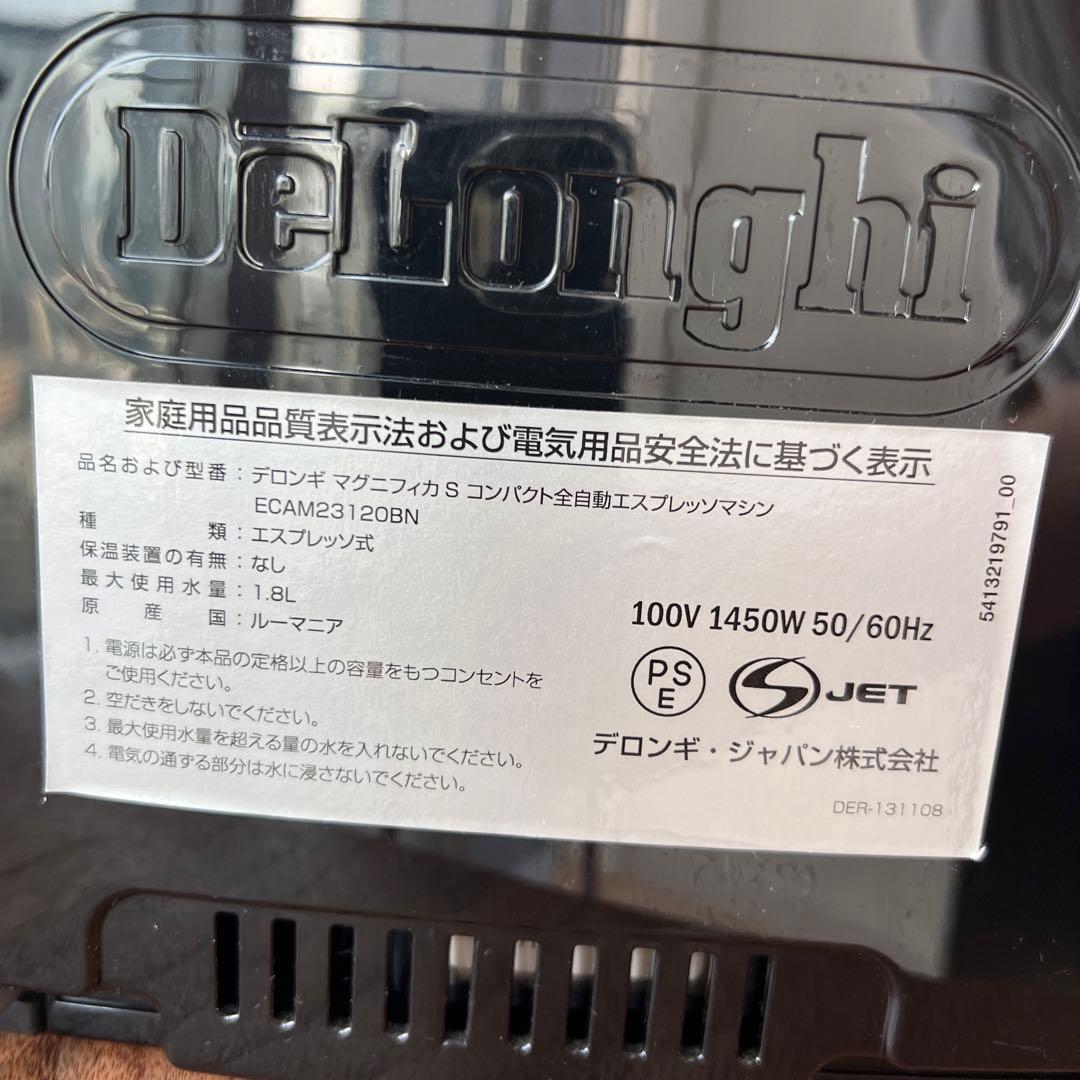 DeLonghi
家庭用品品質表示法および電気用品安全法に基づく表示
品名および型番：デロンギ マグニフィカ S コンパクト全自動エスプレッソマシン
ECAM23120BN
種類：エスプレッソ式
保温装置の有無：なし
最大使用水量：1.8L
原産国：ルーマニア
1. 電源は必ず本品の定格以上の容量をもつコンセントを
ご使用ください。
2. 空だきをしないでください。
3. 最大使用水量を超える量の水を入れないでください。
4. 電気の通ずる部分は水に浸さないでください。
100V 1450W 50/60Hz
PS
E
S JET
デロンギ・ジャパン株式会社
DER-131108
5413219791_00